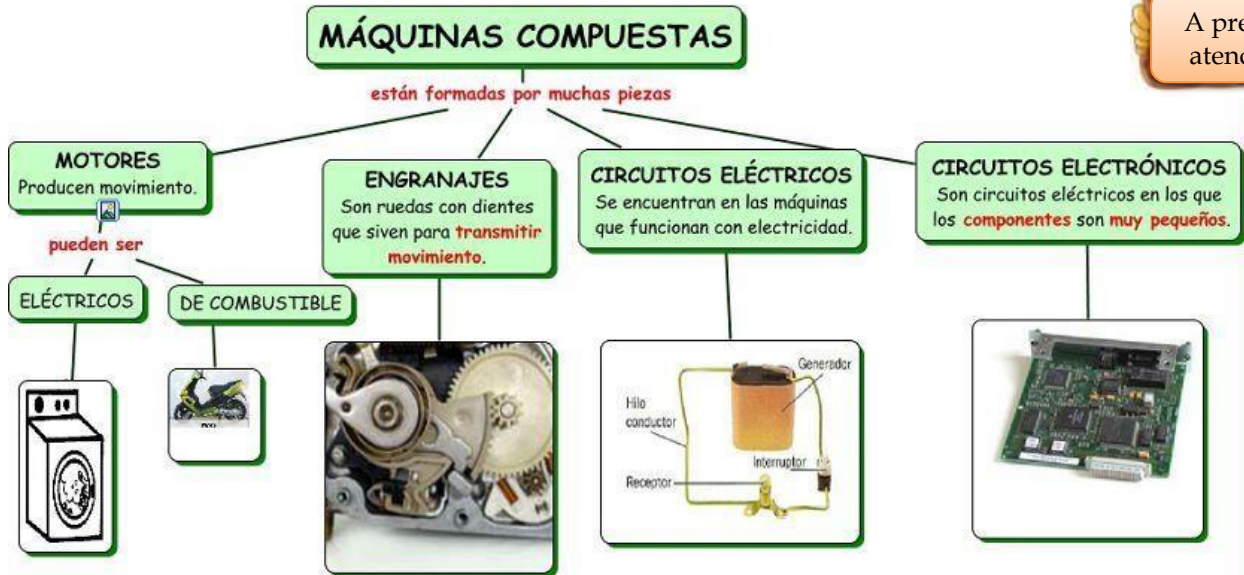 MÁQUINAS COMPUESTAS
A pre
atenc
están formadas por muchas piezas
MOTORES
Producen movimiento.
pueden ser
ELÉCTRICOS
DE COMBUSTIBLE
ENGRANAJES
Son ruedas con dientes
que siven para transmitir
movimiento.
CIRCUITOS ELÉCTRICOS
Se encuentran en las máquinas
que funcionan con electricidad.
Generador
Hilo
conductor
Interruptor
Receptor
CIRCUITOS ELECTRÓNICOS
Son circuitos eléctricos en los que
los componentes son muy pequeños.